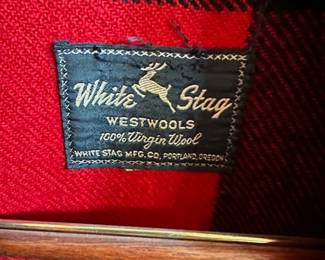 White Stag
WESTWOOLS
100% Virgin Wool
WHITE STAG MFG. CO, PORTLAND, OREGON